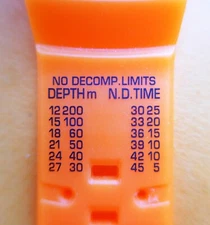 NO DECOMP. LIMITS
DEPTH m N.D. TIME
12 200 30 25
15 100 33 20
18 60 36 15
21 50 39 10
24 40 42 10
27 30 45 5